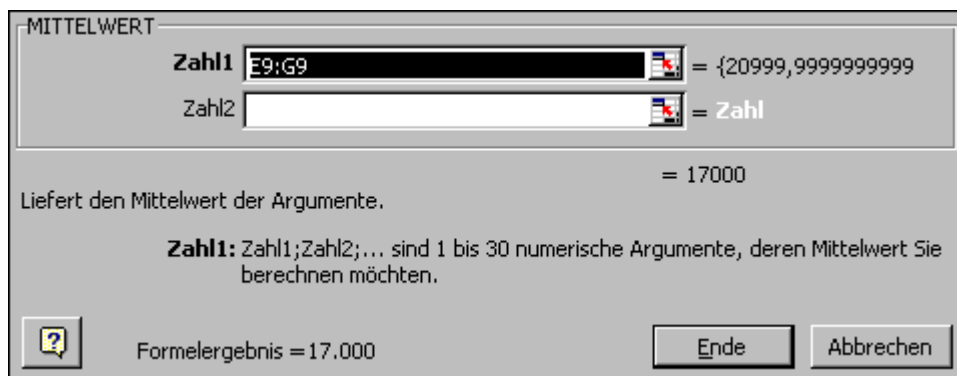 MITTELWERT
Zahl1 E9:G9 = {20999,9999999999
Zahl2 = Zahl
= 17000
Liefert den Mittelwert der Argumente.
Zahl1: Zahl1;Zahl2;... sind 1 bis 30 numerische Argumente, deren Mittelwert Sie
berechnen möchten.
? Formelergebnis =17.000 Ende Abbrechen